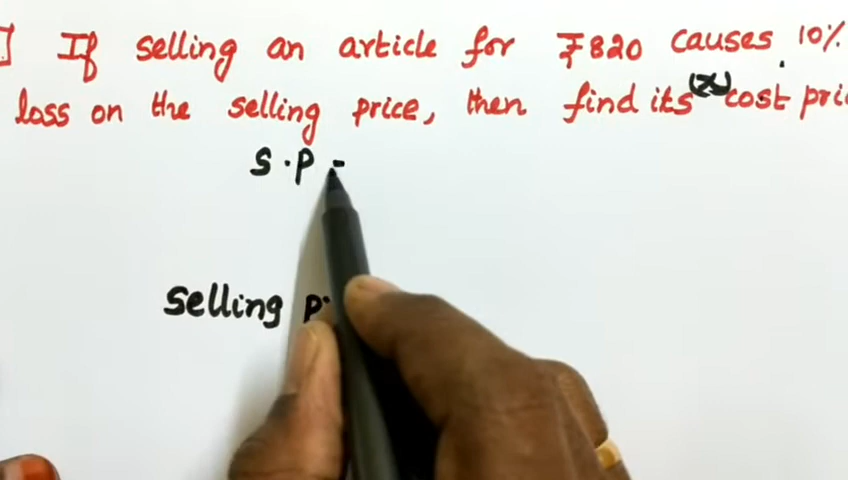 ] If selling an article for ₹820 causes 10%
loss on the selling price, then find its (x) cost pri
S.P =
Selling Pr